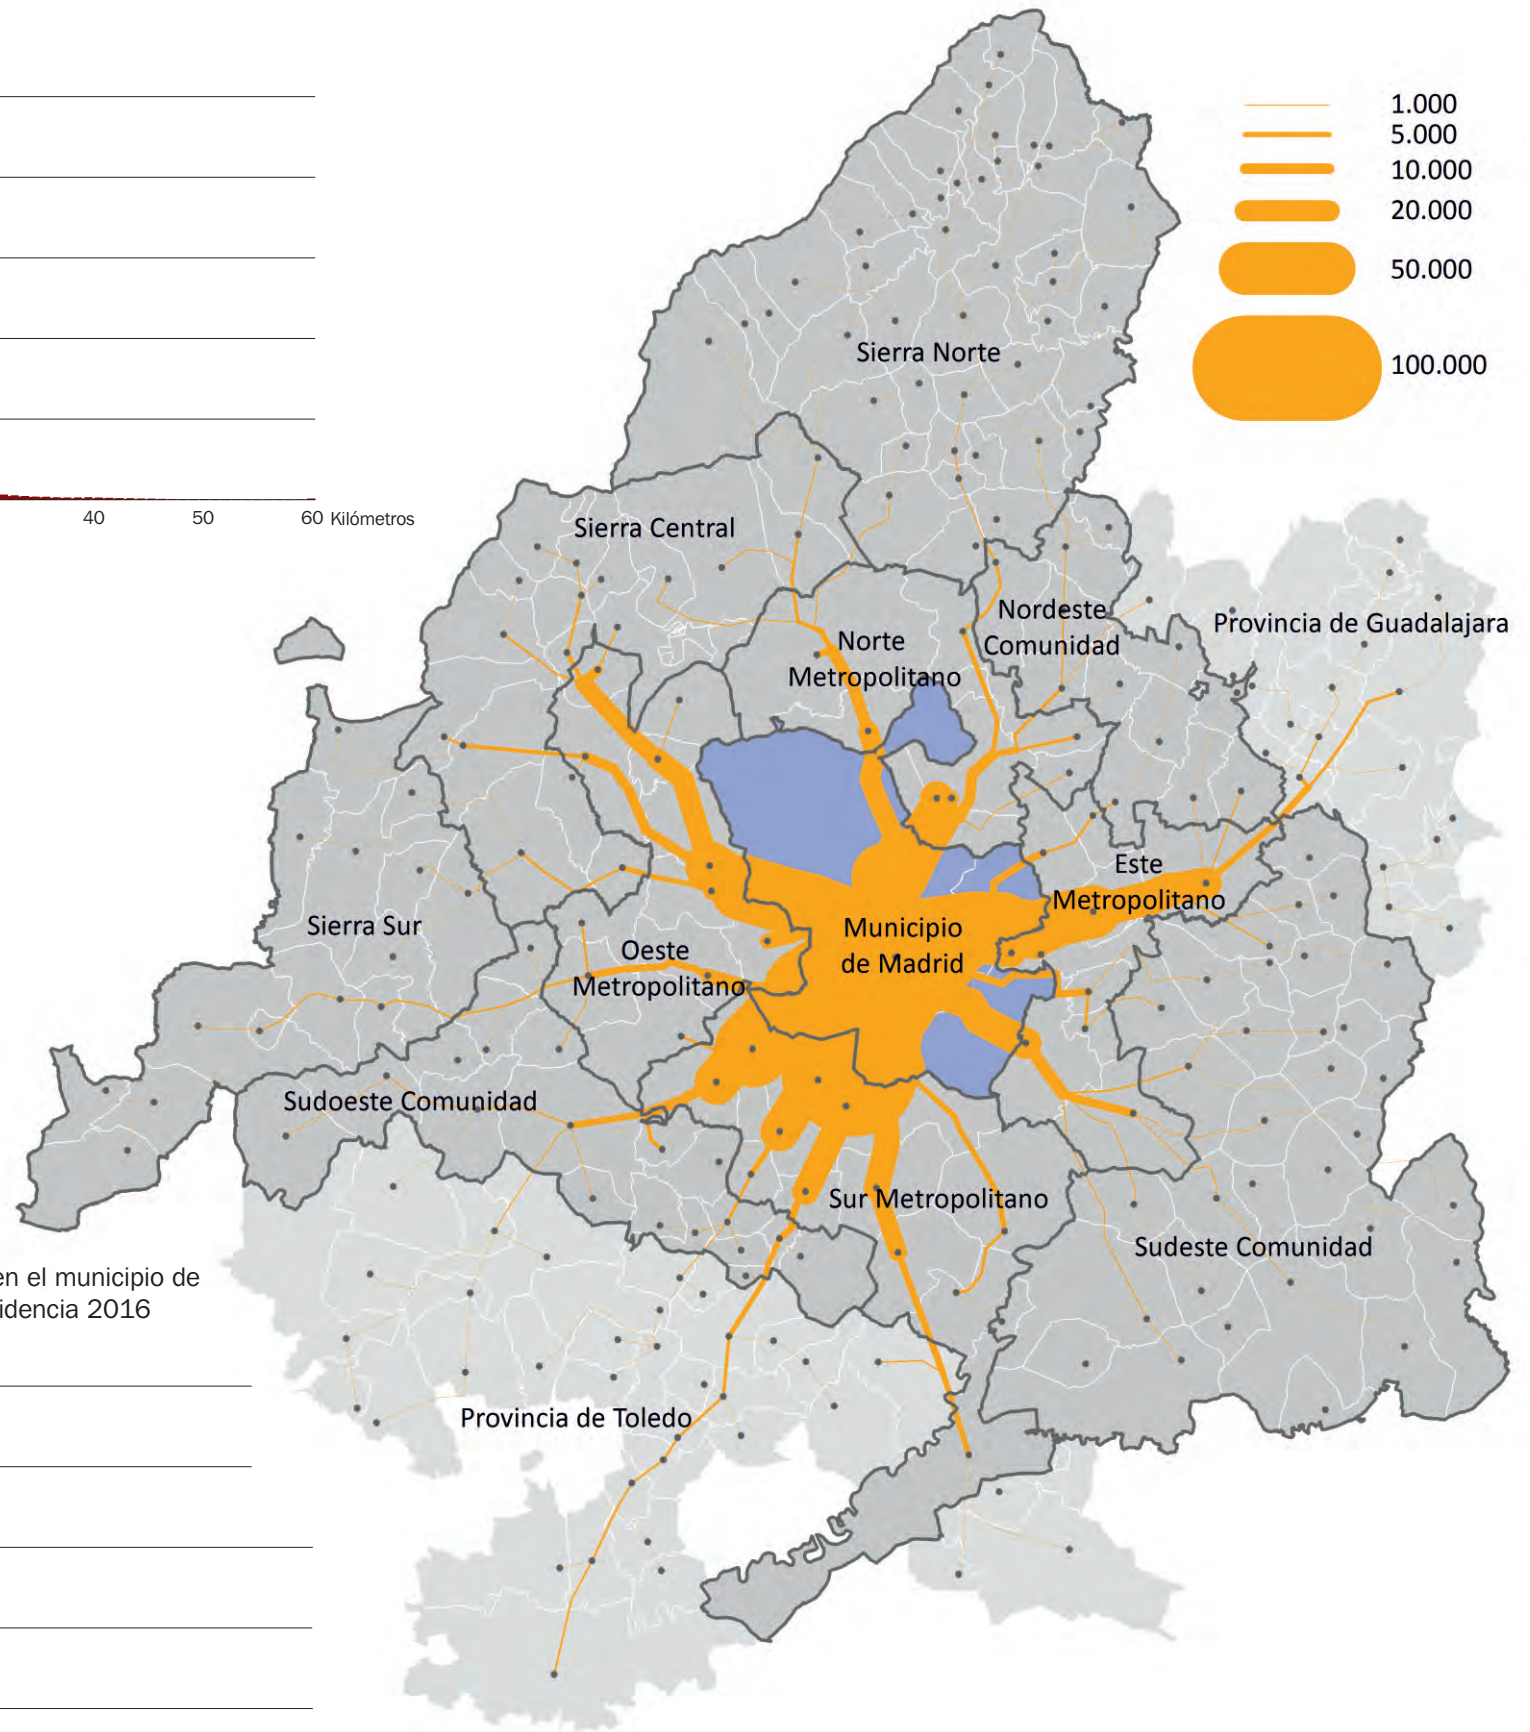 1.000
5.000
10.000
20.000
50.000
100.000
Sierra Norte
40
50
60 Kilómetros
Sierra Central
Nordeste
Comunidad
Provincia de Guadalajara
Norte
Metropolitano
Este
Metropolitano
Sierra Sur
Municipio
de Madrid
Oeste
Metropolitano
Sudoeste Comunidad
Sur Metropolitano
Sudeste Comunidad
en el municipio de
idencia 2016
Provincia de Toledo